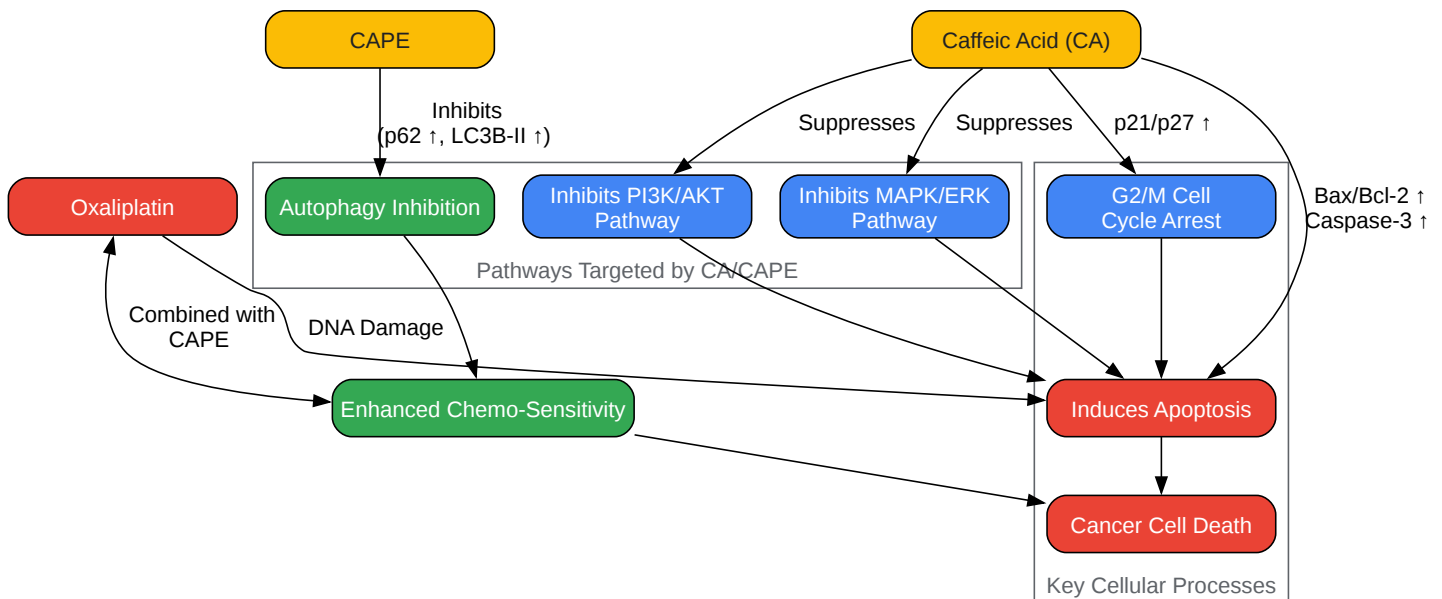 CAPE
Caffeic Acid (CA)
Inhibits
(p62 ↑, LC3B-II ↑)
Suppresses
Suppresses
p21/p27 ↑
Bax/Bcl-2 ↑
Caspase-3 ↑
Oxaliplatin
Autophagy Inhibition
Inhibits PI3K/AKT
Pathway
Inhibits MAPK/ERK
Pathway
G2/M Cell
Cycle Arrest
Pathways Targeted by CA/CAPE
Combined with
CAPE
DNA Damage
Enhanced Chemo-Sensitivity
Induces Apoptosis
Cancer Cell Death
Key Cellular Processes